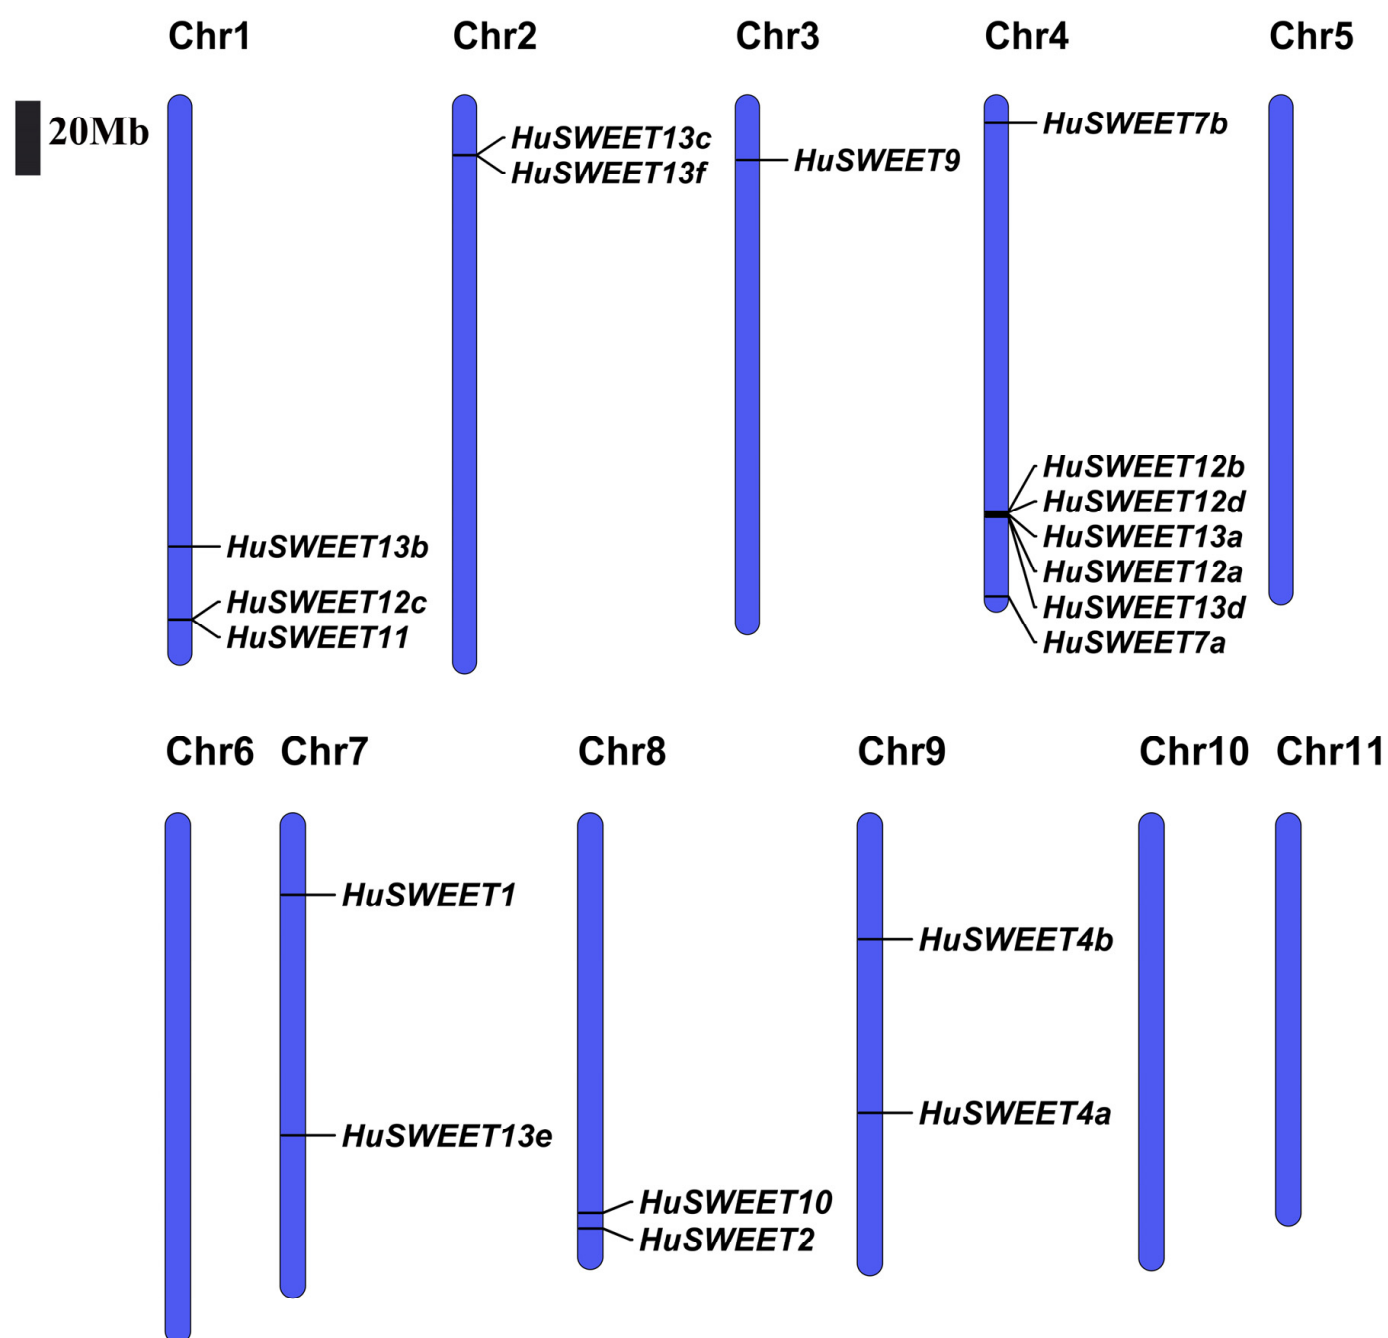 Chr1 Chr2 Chr3 Chr4 Chr5
20Mb
HuSWEET13b
HuSWEET12c
HuSWEET11
HuSWEET13c
HuSWEET13f
HuSWEET9
HuSWEET7b
HuSWEET12b
HuSWEET12d
HuSWEET13a
HuSWEET12a
HuSWEET13d
HuSWEET7a
Chr6 Chr7 Chr8 Chr9 Chr10 Chr11
HuSWEET1
HuSWEET13e
HuSWEET10
HuSWEET2
HuSWEET4b
HuSWEET4a